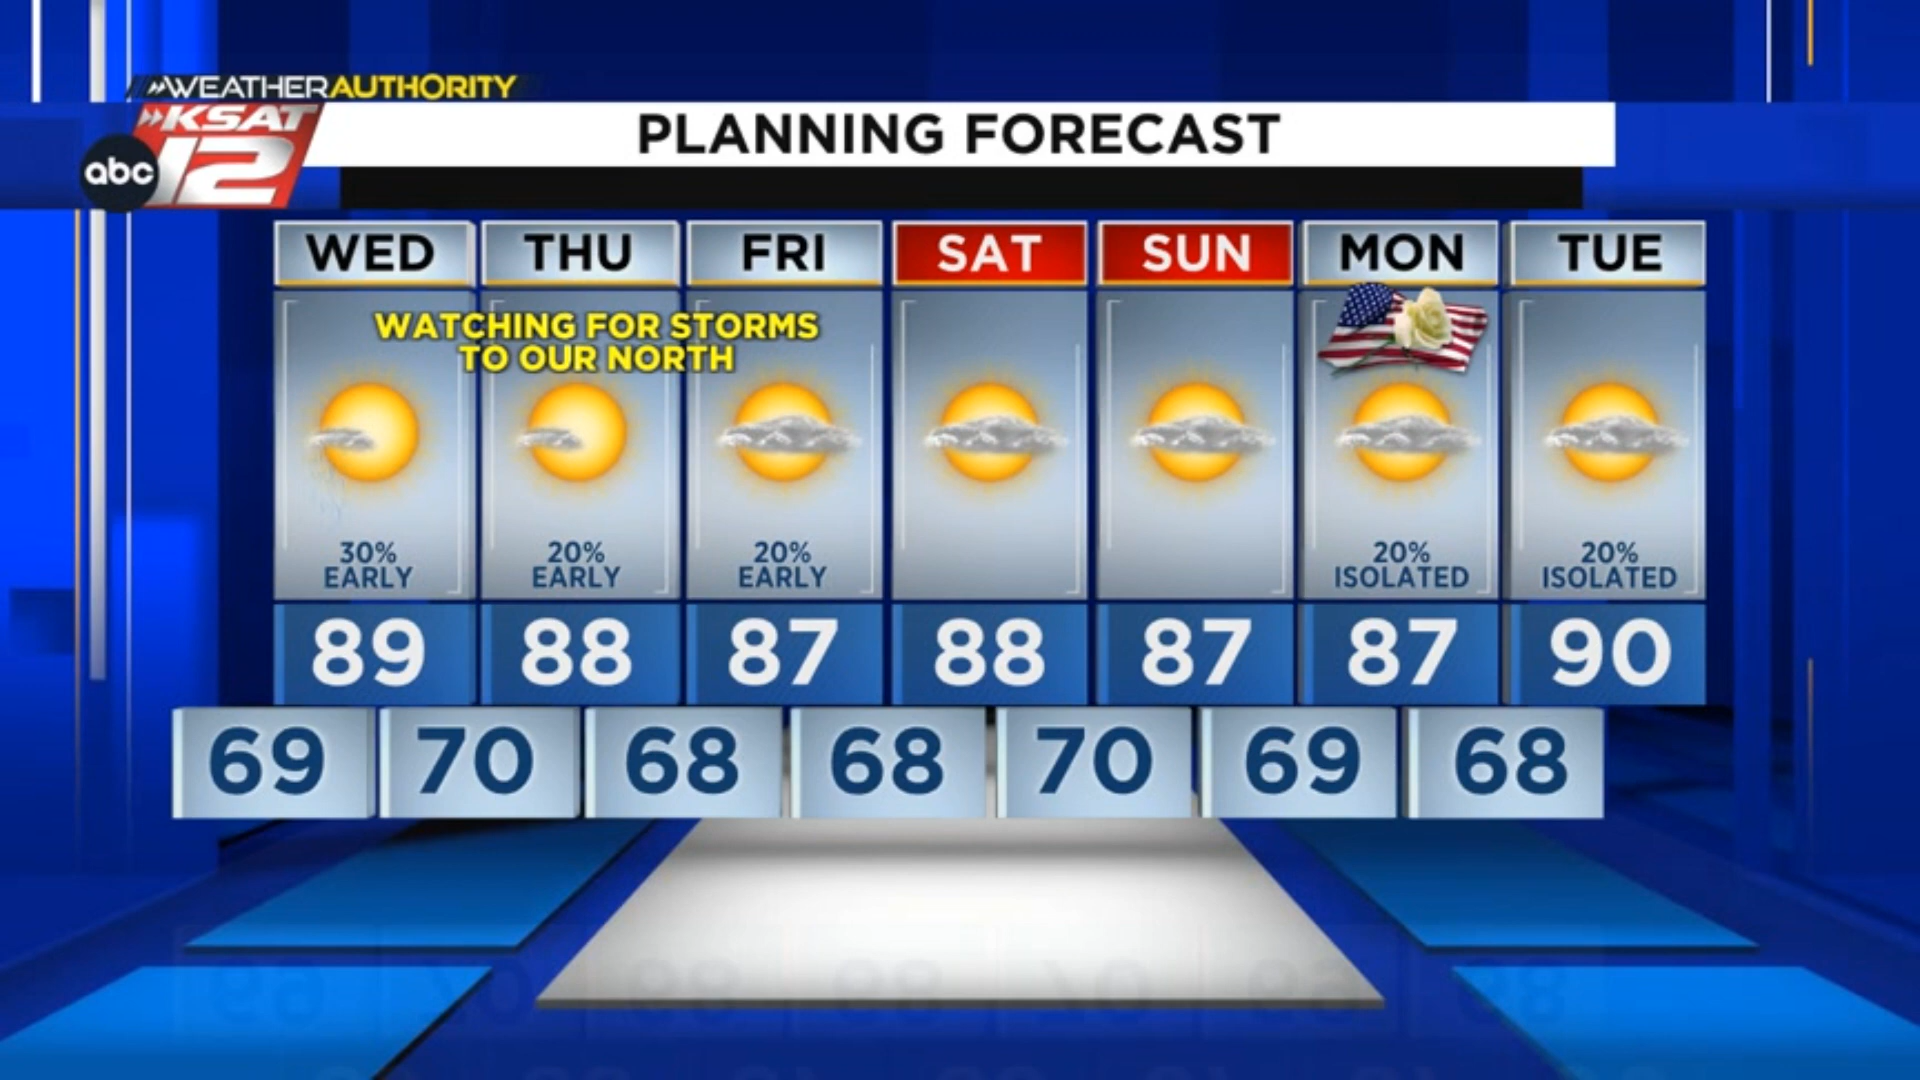 WEATHERAUTHORITY
KSAT
abc 12
PLANNING FORECAST
WED THU FRI SAT SUN MON TUE
WATCHING FOR STORMS
TO OUR NORTH
30% 20% 20% 20% 20%
EARLY EARLY EARLY ISOLATED ISOLATED
89 88 87 88 87 87 90
69 70 68 68 70 69 68